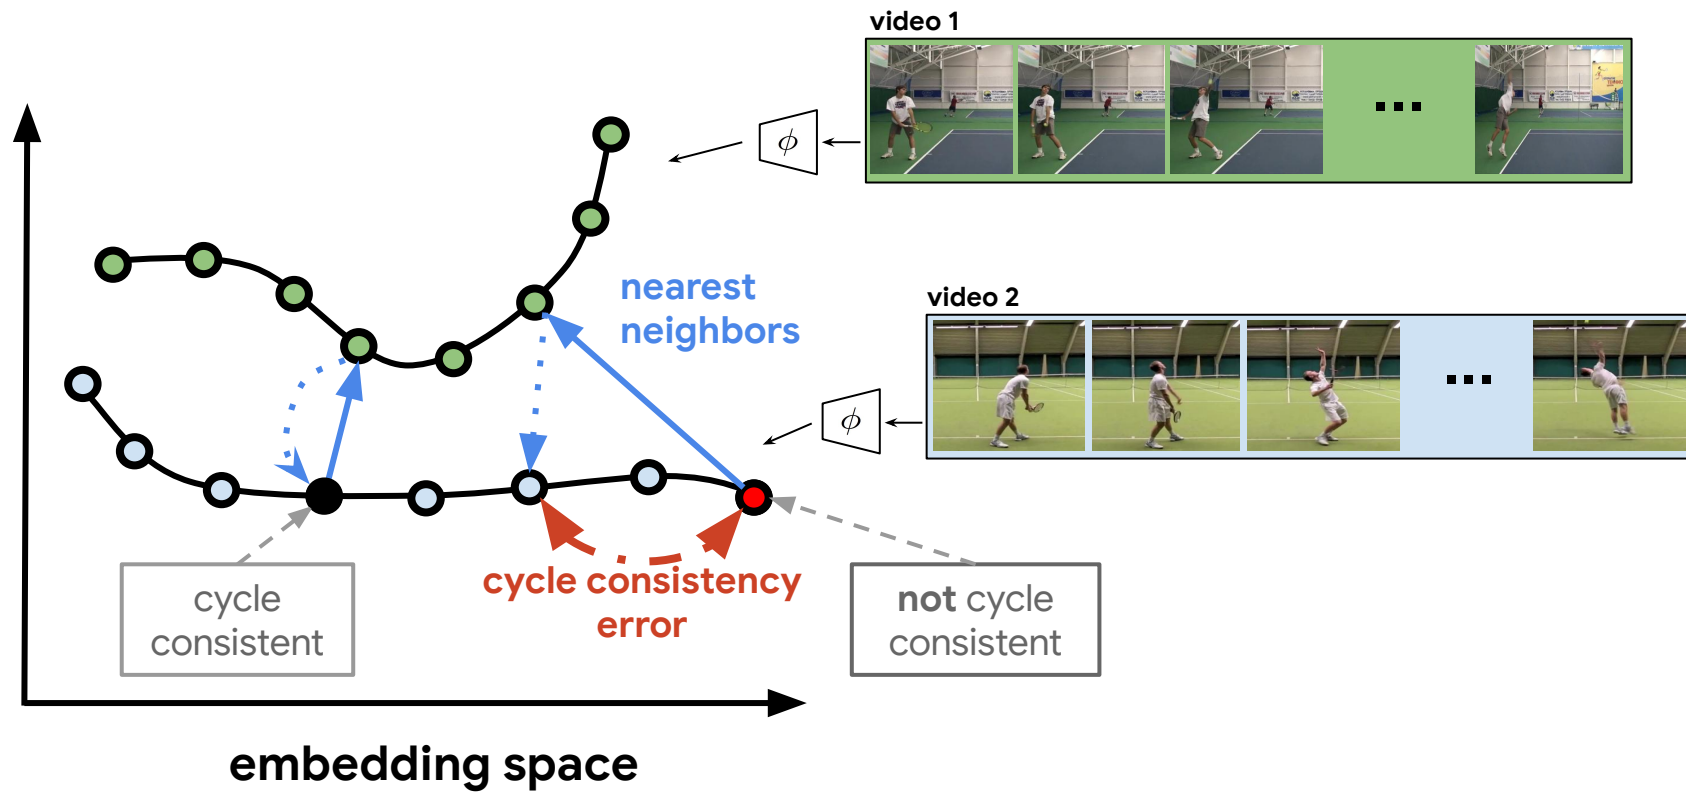 video 1
ϕ
nearest
neighbors
video 2
ϕ
cycle
consistent
cycle consistency
error
not cycle
consistent
embedding space